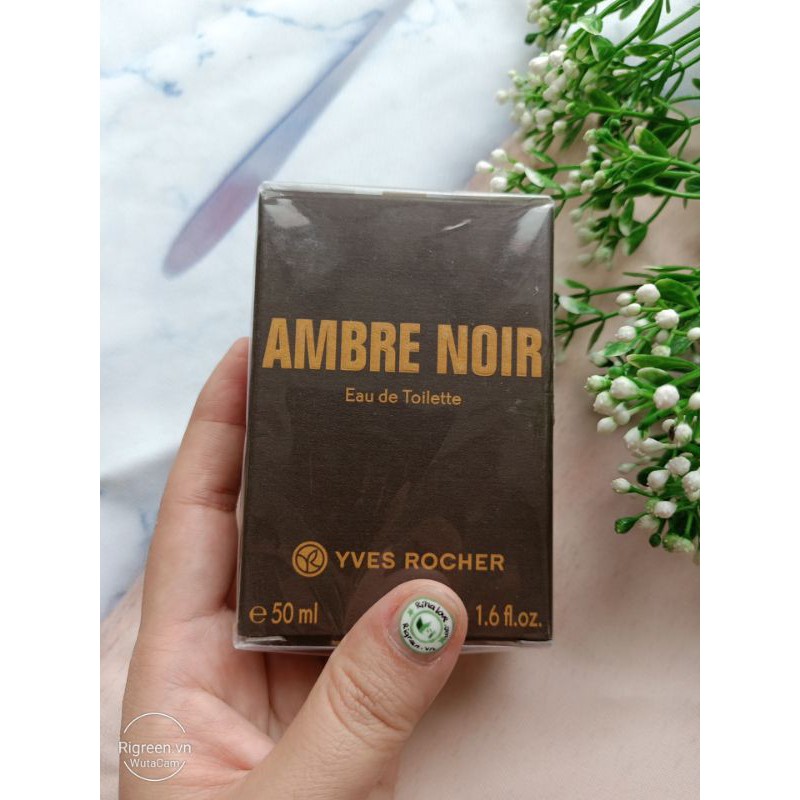 AMBRE NOIR
Eau de Toilette
YVES ROCHER
e 50 ml 1.6 fl.oz.
Rigreen.vn
WutaCam